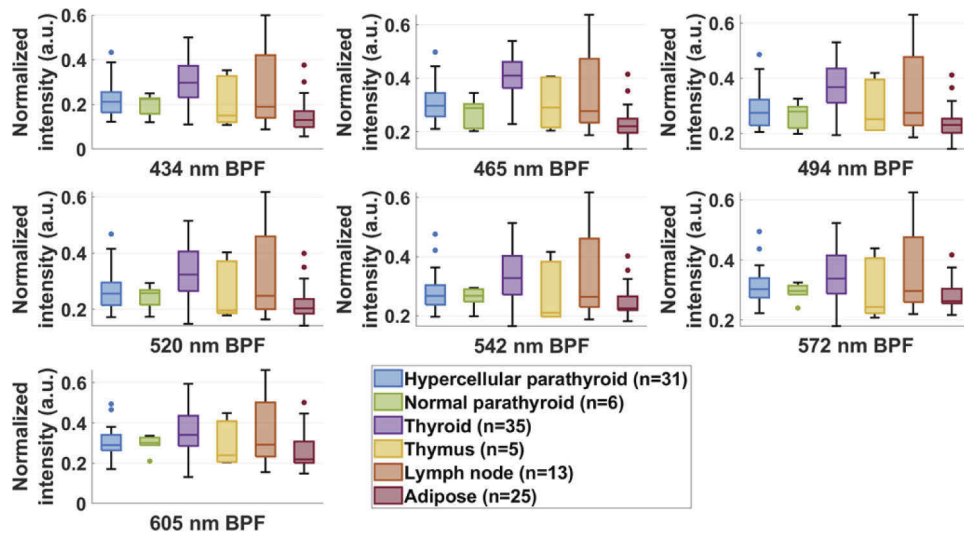 Normalized
intensity (a.u.)
0.6
0.4
0.2
0
434 nm BPF
Normalized
intensity (a.u.)
0.6
0.4
0.2
465 nm BPF
Normalized
intensity (a.u.)
0.6
0.4
0.2
494 nm BPF
Normalized
intensity (a.u.)
0.6
0.4
0.2
520 nm BPF
Normalized
intensity (a.u.)
0.6
0.4
0.2
542 nm BPF
Normalized
intensity (a.u.)
0.6
0.4
0.2
572 nm BPF
Normalized
intensity (a.u.)
0.6
0.4
0.2
0
605 nm BPF
Hypercellular parathyroid (n=31)
Normal parathyroid (n=6)
Thyroid (n=35)
Thymus (n=5)
Lymph node (n=13)
Adipose (n=25)